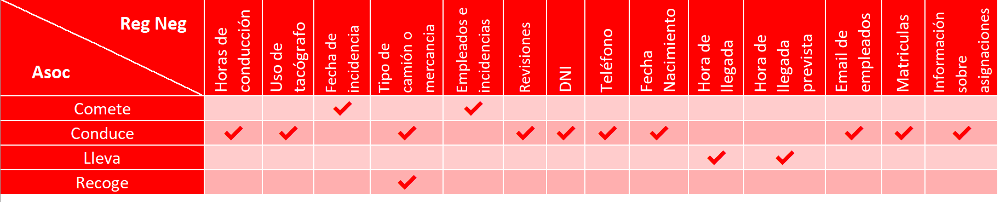 Reg Neg
Asoc
Horas de
conducción
Uso de
tacógrafo
Fecha de
incidencia
Tipo de
camión o
mercancia
Empleados e
incidencias
Revisiones
DNI
Teléfono
Fecha
Nacimiento
Hora de
llegada
Hora de
llegada
prevista
Email de
empleados
Matriculas
Información
sobre
asignaciones
Comete
Conduce
Lleva
Recoge